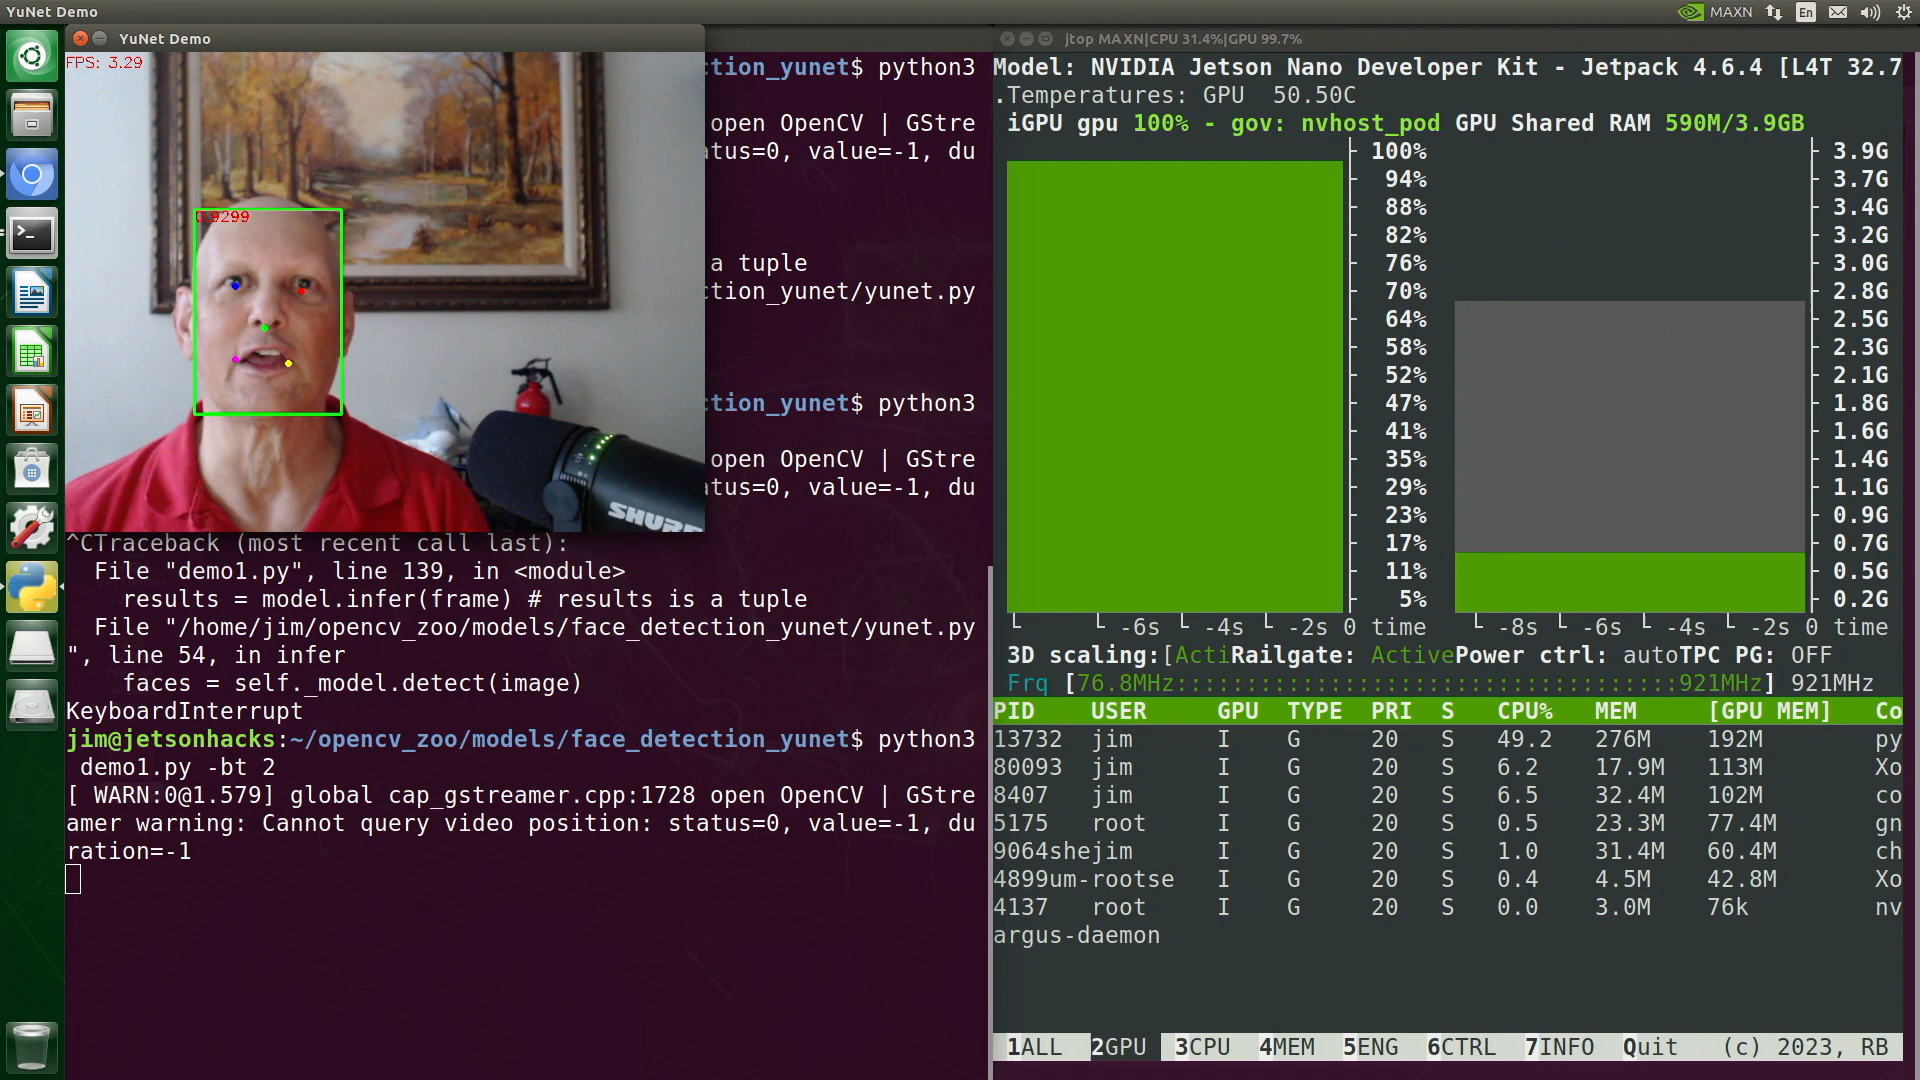 YuNet Demo
MAXN
En
YuNet Demo
FPS: 3.29
9299
SHURE
ction_yunet$ python3
open OpenCV | GStre
atus=0, value=-1, du
a tuple
ction_yunet/yunet.py
ction_yunet$ python3
open OpenCV | GStre
atus=0, value=-1, du
^CTraceback (most recent call last):
File "demo1.py", line 139, in <module>
results = model.infer(frame) # results is a tuple
File "/home/jim/opencv_zoo/models/face_detection_yunet/yunet.py
", line 54, in infer
faces = self._model.detect(image)
KeyboardInterrupt
jim@jetsonhacks:~/opencv_zoo/models/face_detection_yunet$ python3
demo1.py -bt 2
[ WARN:0@1.579] global cap_gstreamer.cpp:1728 open OpenCV | GStre
amer warning: Cannot query video position: status=0, value=-1, du
ration=-1
jtop MAXN|CPU 31.4%|GPU 99.7%
Model: NVIDIA Jetson Nano Developer Kit - Jetpack 4.6.4 [L4T 32.7
.Temperatures: GPU 50.50C
iGPU gpu 100% - gov: nvhost_pod GPU Shared RAM 590M/3.9GB
100% 3.9G
94% 3.7G
88% 3.4G
82% 3.2G
76% 3.0G
70% 2.8G
64% 2.5G
58% 2.3G
52% 2.1G
47% 1.8G
41% 1.6G
35% 1.4G
29% 1.1G
23% 0.9G
17% 0.7G
11% 0.5G
5% 0.2G
-6s -4s -2s 0 time -8s -6s -4s -2s 0 time
3D scaling:[ActiRailgate: ActivePower ctrl: autoTPC PG: OFF
Frq [76.8MHz::::::::::::::::::::::::::::::::::::921MHz] 921MHz
PID USER GPU TYPE PRI S CPU% MEM [GPU MEM] Co
13732 jim I G 20 S 49.2 276M 192M py
80093 jim I G 20 S 6.2 17.9M 113M Xo
8407 jim I G 20 S 6.5 32.4M 102M co
5175 root I G 20 S 0.5 23.3M 77.4M gn
9064shejim I G 20 S 1.0 31.4M 60.4M ch
4899um-rootse I G 20 S 0.4 4.5M 42.8M Xo
4137 root I G 20 S 0.0 3.0M 76k nv
argus-daemon
1ALL 2GPU 3CPU 4MEM 5ENG 6CTRL 7INFO Quit (c) 2023, RB